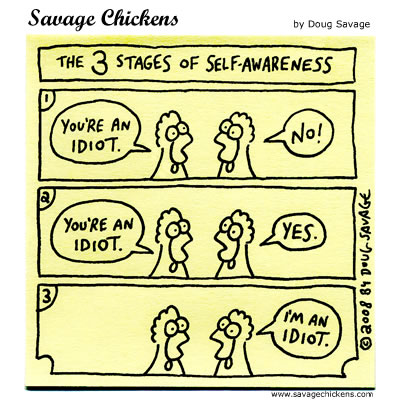 Savage Chickens
by Doug Savage
THE 3 STAGES OF SELF-AWARENESS
1
YOU'RE AN
IDIOT.
NO!
2
YOU'RE AN
IDIOT.
YES.
3
I'M AN
IDIOT.
©2008 BY DOUG SAVAGE
www.savagechickens.com